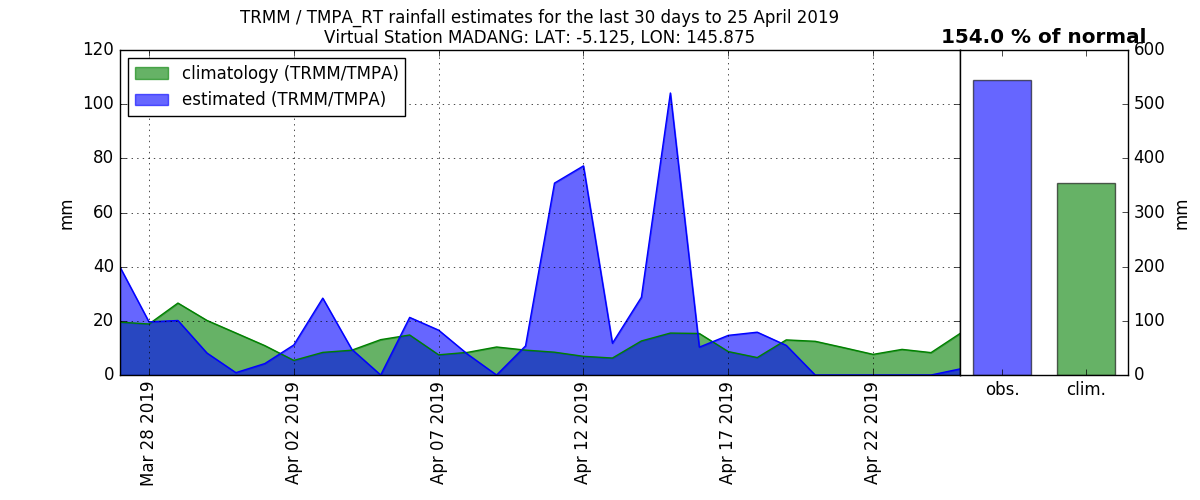 TRMM / TMPA_RT rainfall estimates for the last 30 days to 25 April 2019
Virtual Station MADANG: LAT: -5.125, LON: 145.875
154.0 % of normal
climatology (TRMM/TMPA)
estimated (TRMM/TMPA)
120
100
80
60
40
20
0
mm
Mar 28 2019
Apr 02 2019
Apr 07 2019
Apr 12 2019
Apr 17 2019
Apr 22 2019
600
500
400
300
200
100
0
mm
obs.
clim.